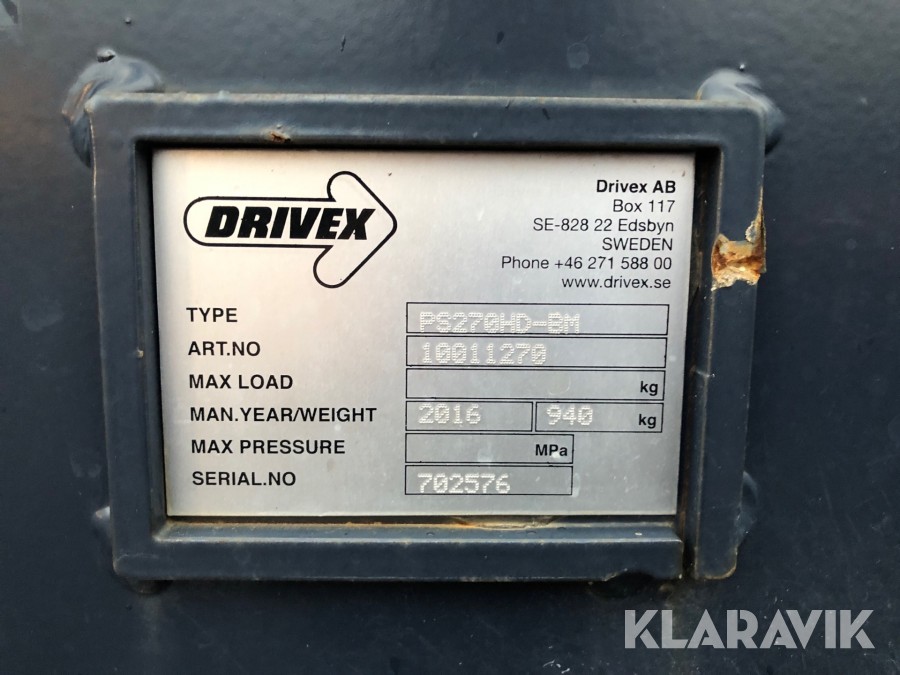 DRIVEX
Drivex AB
Box 117
SE-828 22 Edsbyn
SWEDEN
Phone +46 271 588 00
www.drivex.se
TYPE PS270HD-BM
ART.NO 10011270
MAX LOAD kg
MAN.YEAR/WEIGHT 2016 940 kg
MAX PRESSURE MPa
SERIAL.NO 702576
KLARAVIK